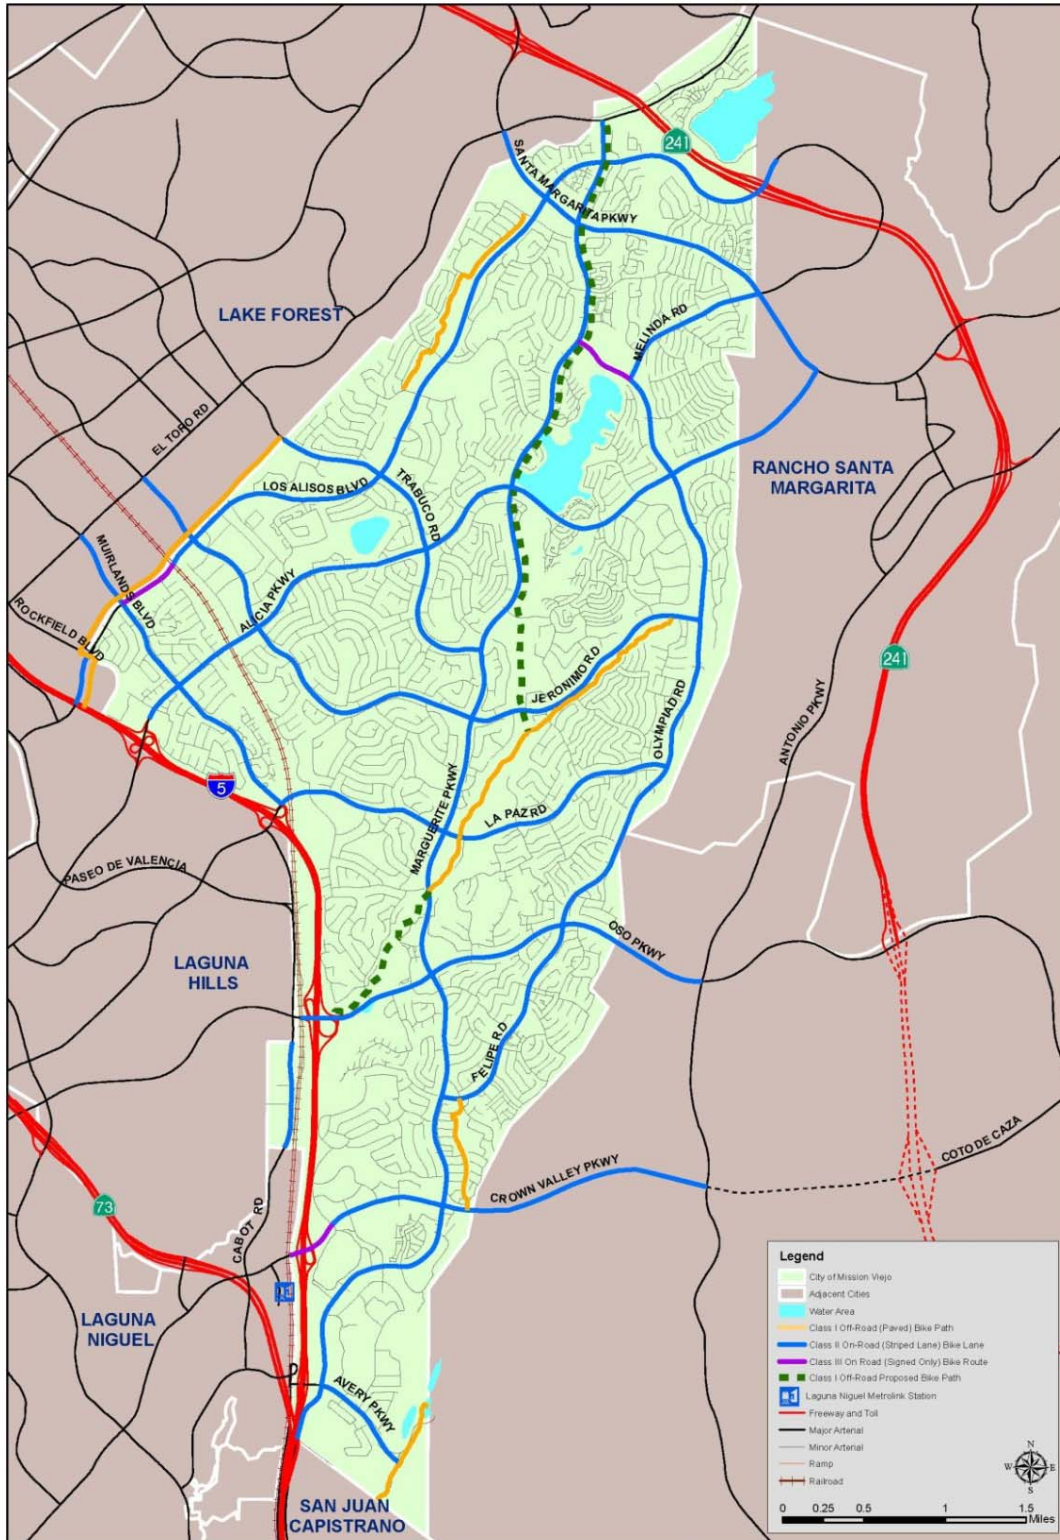 241
SANTA MARGARITA PKWY
LAKE FOREST
MELINDA RD
EL TORO RD
RANCHO SANTA
MARGARITA
TRABUCO RD
LOS ALISOS BLVD
MUIRLANDS BLVD
ALICIA PKWY
ROCKFIELD BLVD
241
JERONIMO RD
OLYMPIAD RD
ANTONIO PKWY
5
MARGUERITE PKWY
LA PAZ RD
PASEO DE VALENCIA
OSO PKWY
LAGUNA
HILLS
FELIPE RD
COTO DE CAZA
CROWN VALLEY PKWY
73
CABOT RD
LAGUNA
NIGUEL
AVERY PKWY
SAN JUAN
CAPISTRANO
Legend
City of Mission Viejo
Adjacent Cities
Water Area
Class I Off-Road (Paved) Bike Path
Class II On-Road (Striped Lane) Bike Lane
Class III On Road (Signed Only) Bike Route
Class I Off-Road Proposed Bike Path
Laguna Niguel Metrolink Station
Freeway and Toll
Major Arterial
Minor Arterial
Ramp
Railroad
N
W E
S
0 0.25 0.5 1 1.5
Miles